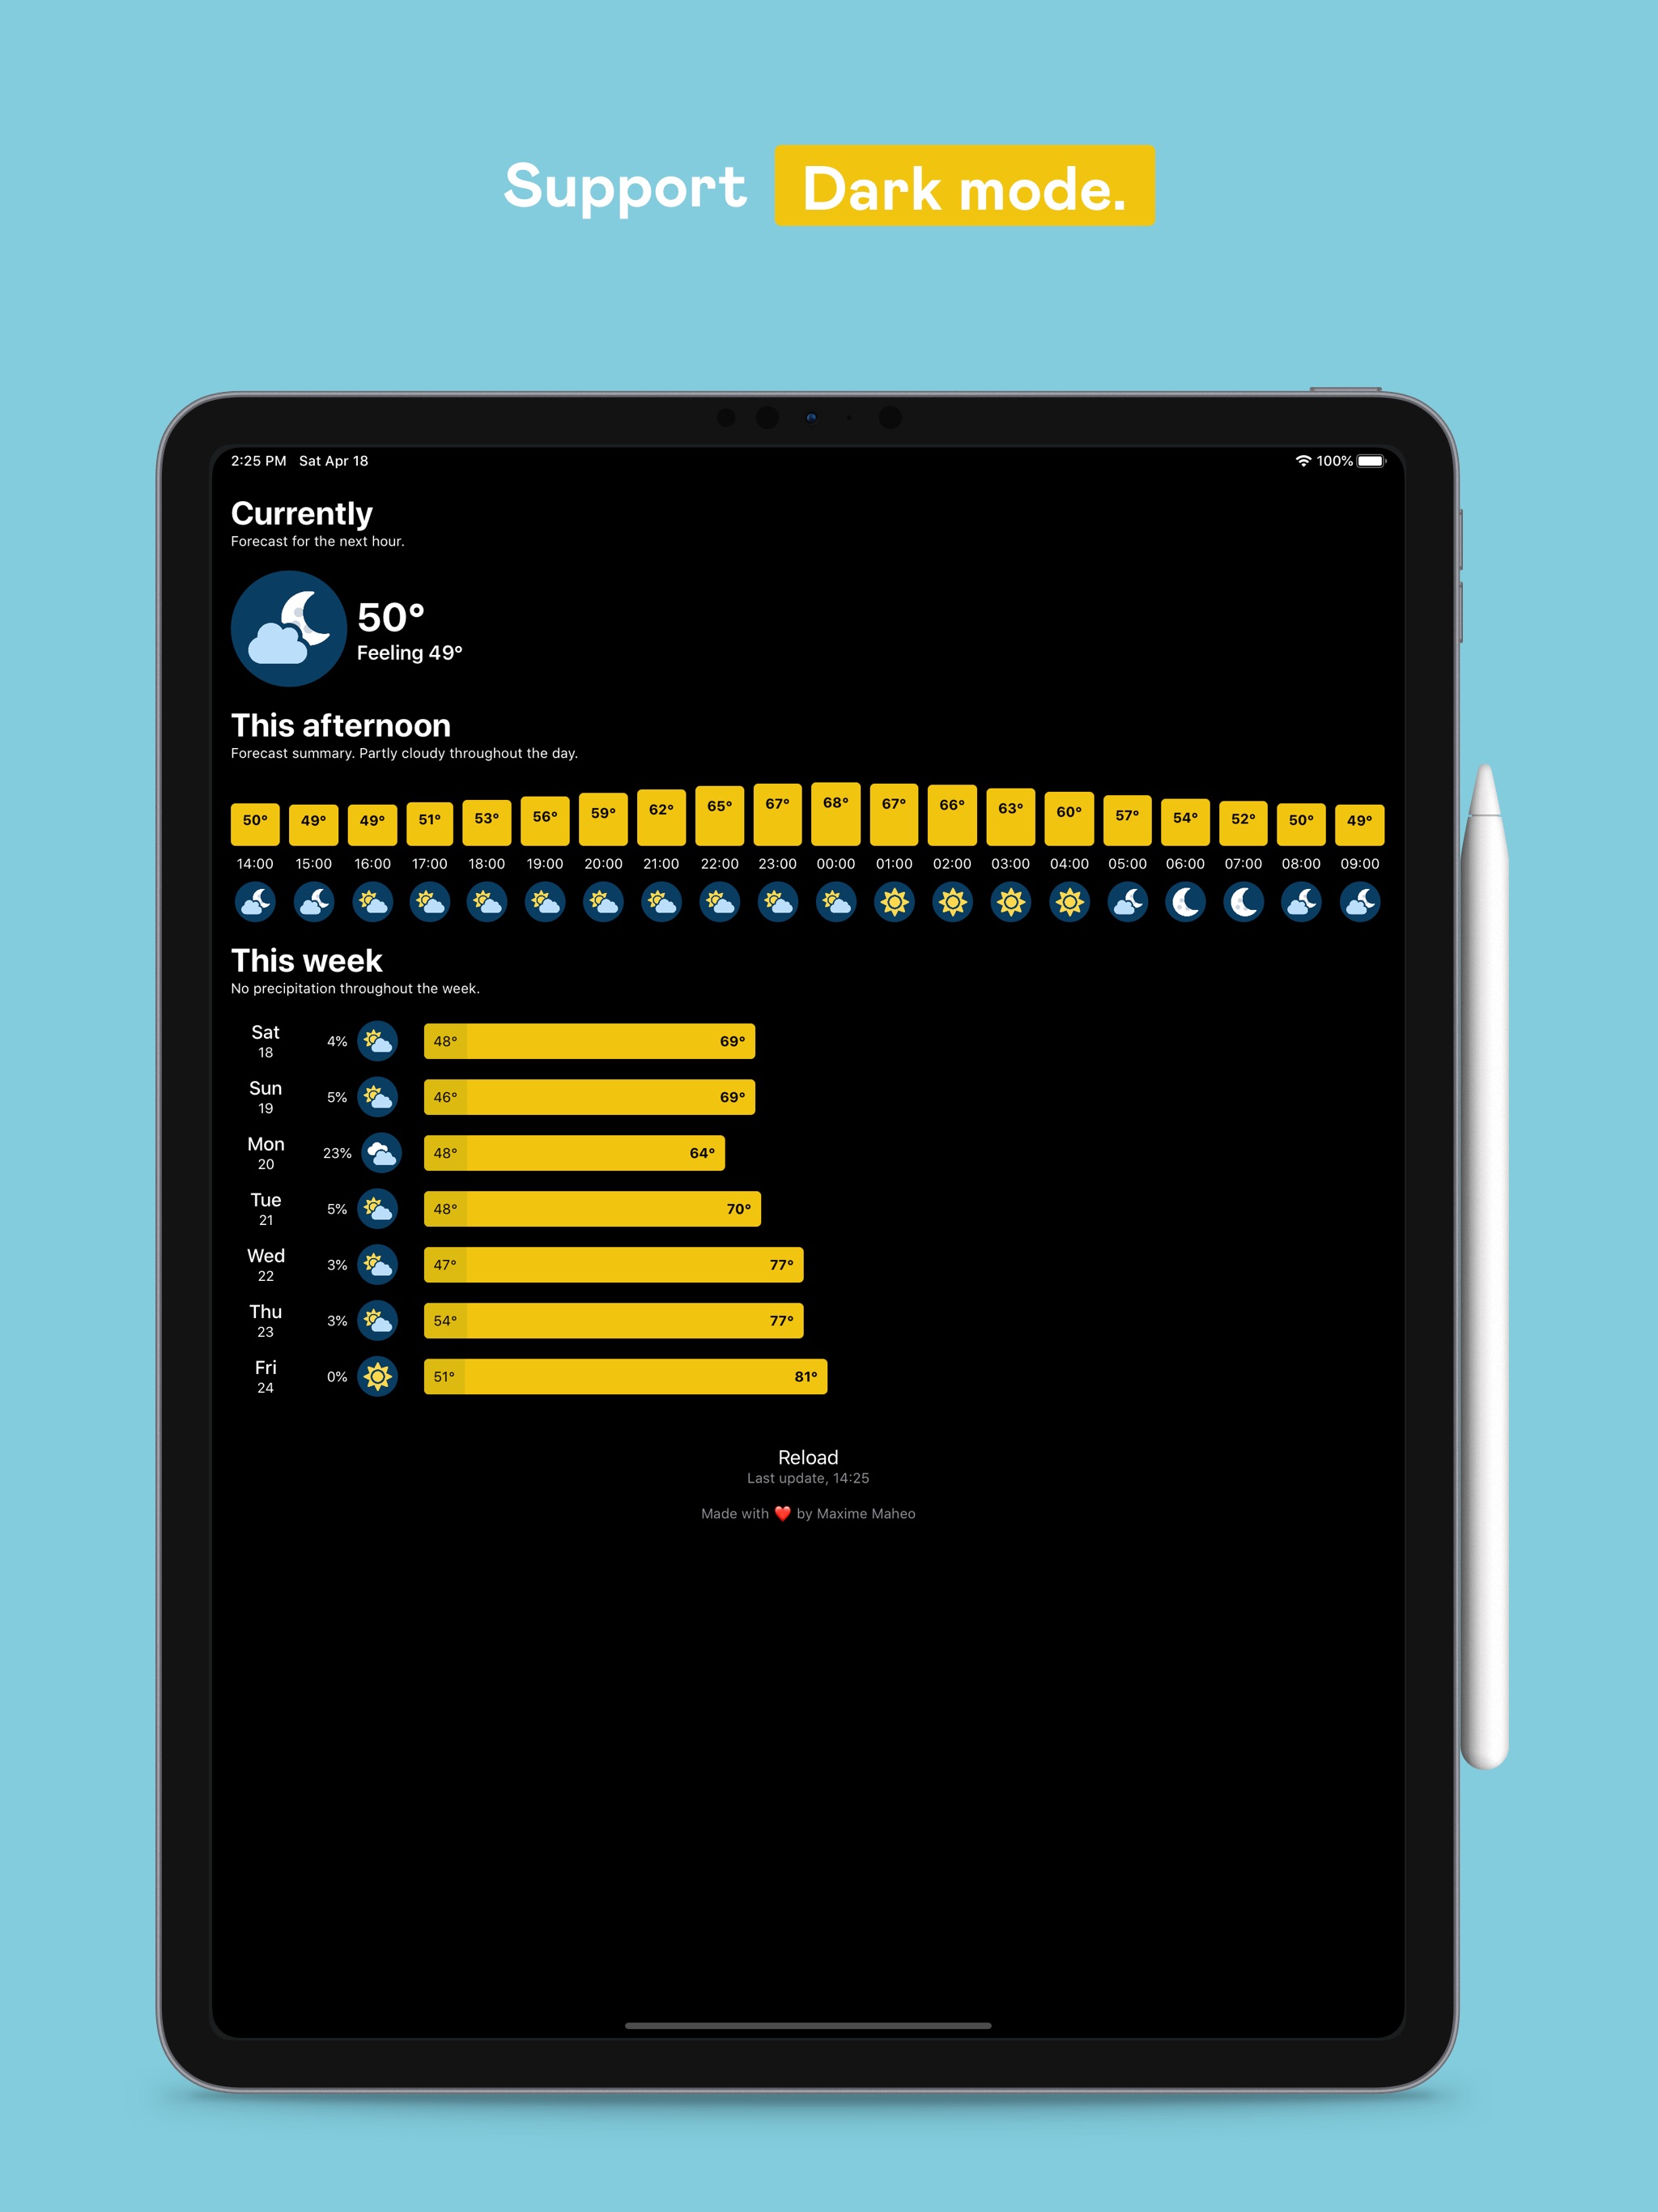 Support Dark mode.
2:25 PM Sat Apr 18 100%
Currently
Forecast for the next hour.
50°
Feeling 49°
This afternoon
Forecast summary. Partly cloudy throughout the day.
50° 49° 49° 51° 53° 56° 59° 62° 65° 67° 68° 67° 66° 63° 60° 57° 54° 52° 50° 49°
14:00 15:00 16:00 17:00 18:00 19:00 20:00 21:00 22:00 23:00 00:00 01:00 02:00 03:00 04:00 05:00 06:00 07:00 08:00 09:00
This week
No precipitation throughout the week.
Sat
18
4% 48° 69°
Sun
19
5% 46° 69°
Mon
20
23% 48° 64°
Tue
21
5% 48° 70°
Wed
22
3% 47° 77°
Thu
23
3% 54° 77°
Fri
24
0% 51° 81°
Reload
Last update, 14:25
Made with ❤️ by Maxime Maheo